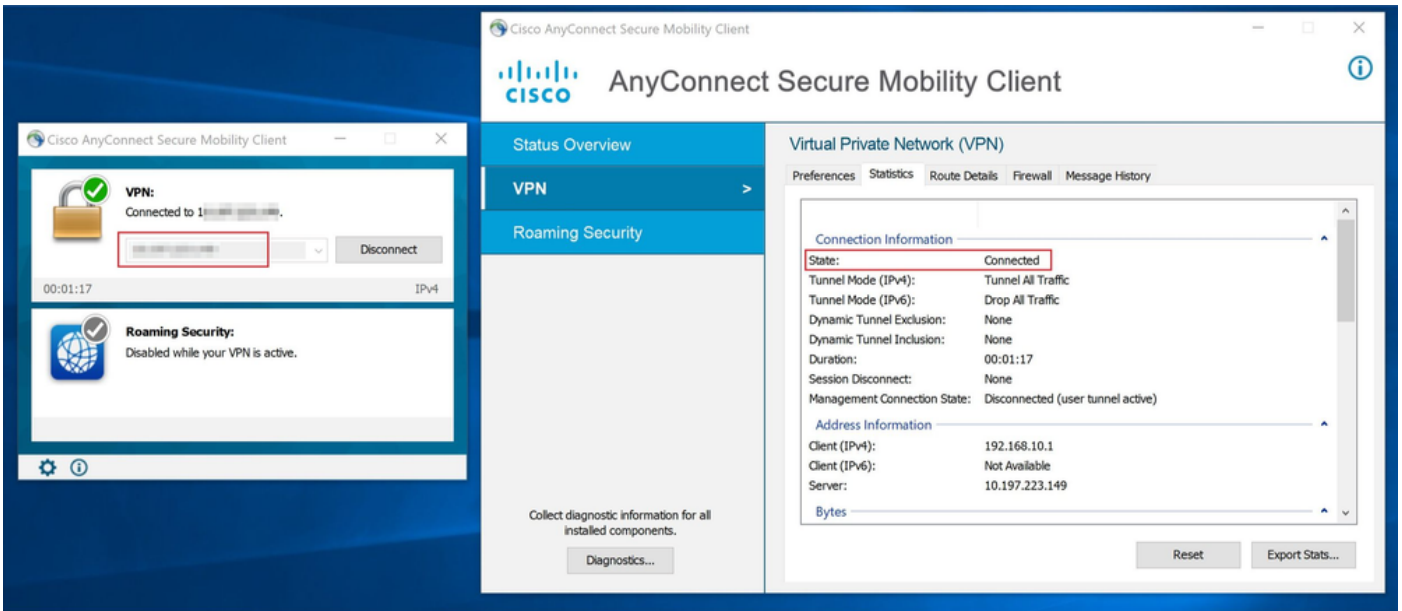 Cisco AnyConnect Secure Mobility Client
VPN:
Connected to 1
Disconnect
00:01:17 IPv4
Roaming Security:
Disabled while your VPN is active.
Cisco AnyConnect Secure Mobility Client
CISCO AnyConnect Secure Mobility Client
Status Overview
VPN >
Roaming Security
Collect diagnostic information for all
installed components.
Diagnostics...
Virtual Private Network (VPN)
Preferences Statistics Route Details Firewall Message History
Connection Information
State: Connected
Tunnel Mode (IPv4): Tunnel All Traffic
Tunnel Mode (IPv6): Drop All Traffic
Dynamic Tunnel Exclusion: None
Dynamic Tunnel Inclusion: None
Duration: 00:01:17
Session Disconnect: None
Management Connection State: Disconnected (user tunnel active)
Address Information
Client (IPv4): 192.168.10.1
Client (IPv6): Not Available
Server: 10.197.223.149
Bytes
Reset Export Stats...